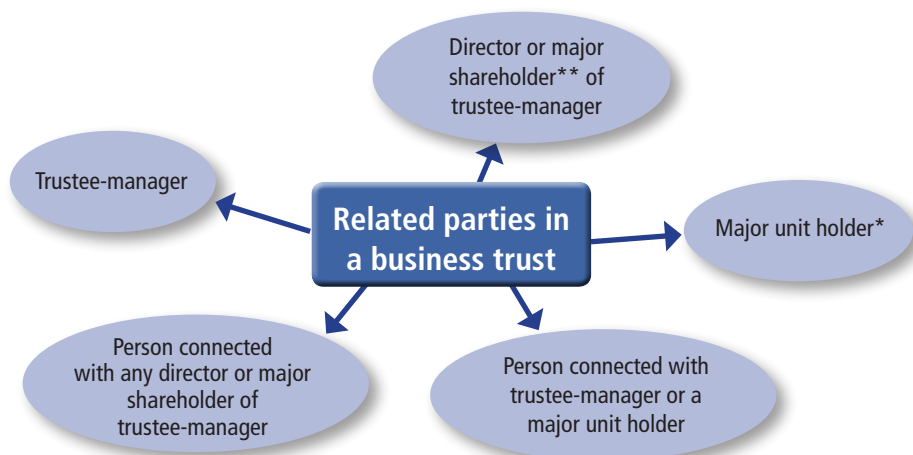 Director or major
shareholder** of
trustee-manager
Trustee-manager
Related parties in
a business trust
Major unit holder*
Person connected
with any director or major
shareholder of
trustee-manager
Person connected with
trustee-manager or a
major unit holder